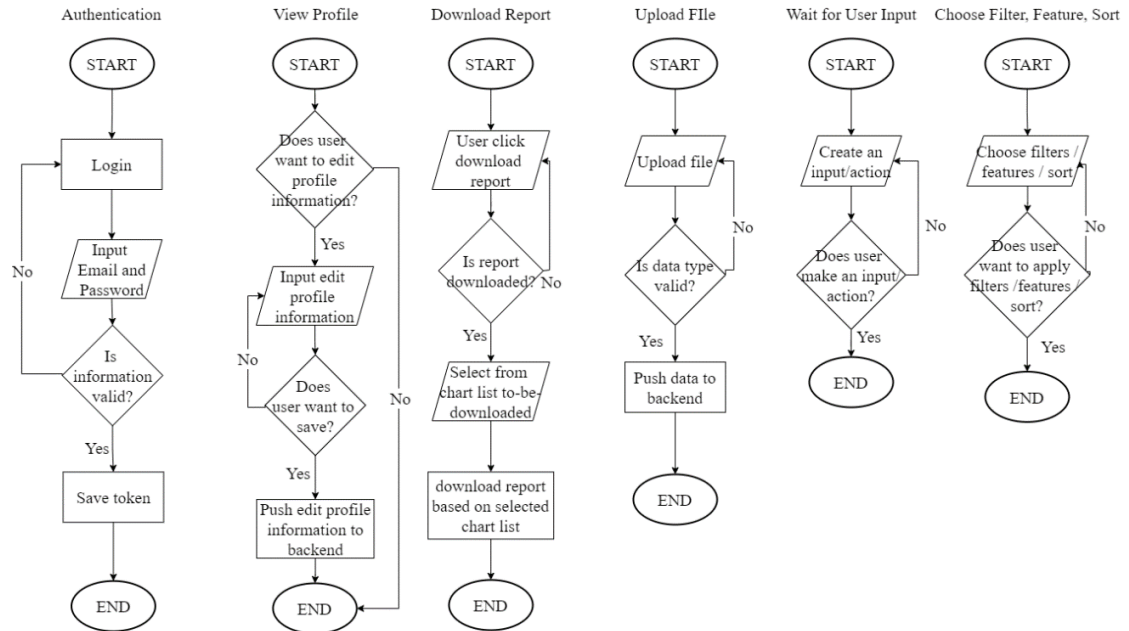 Authentication
START
Login
No
Input
Email and
Password
Is
information
valid?
Yes
Save token
END
View Profile
START
Does user
want to edit
profile
information?
Yes
Input edit
profile
information
No
Does
user want to
save?
No
Yes
Push edit profile
information to
backend
END
Download Report
START
User click
download
report
Is report
downloaded?
No
Yes
Select from
chart list to-be-
downloaded
download report
based on selected
chart list
END
Upload FIle
START
Upload file
No
Is data type
valid?
Yes
Push data to
backend
END
Wait for User Input
START
Create an
input/action
No
Does user
make an input/
action?
Yes
END
Choose Filter, Feature, Sort
START
Choose filters /
features / sort
No
Does user
want to apply
filters /features /
sort?
Yes
END